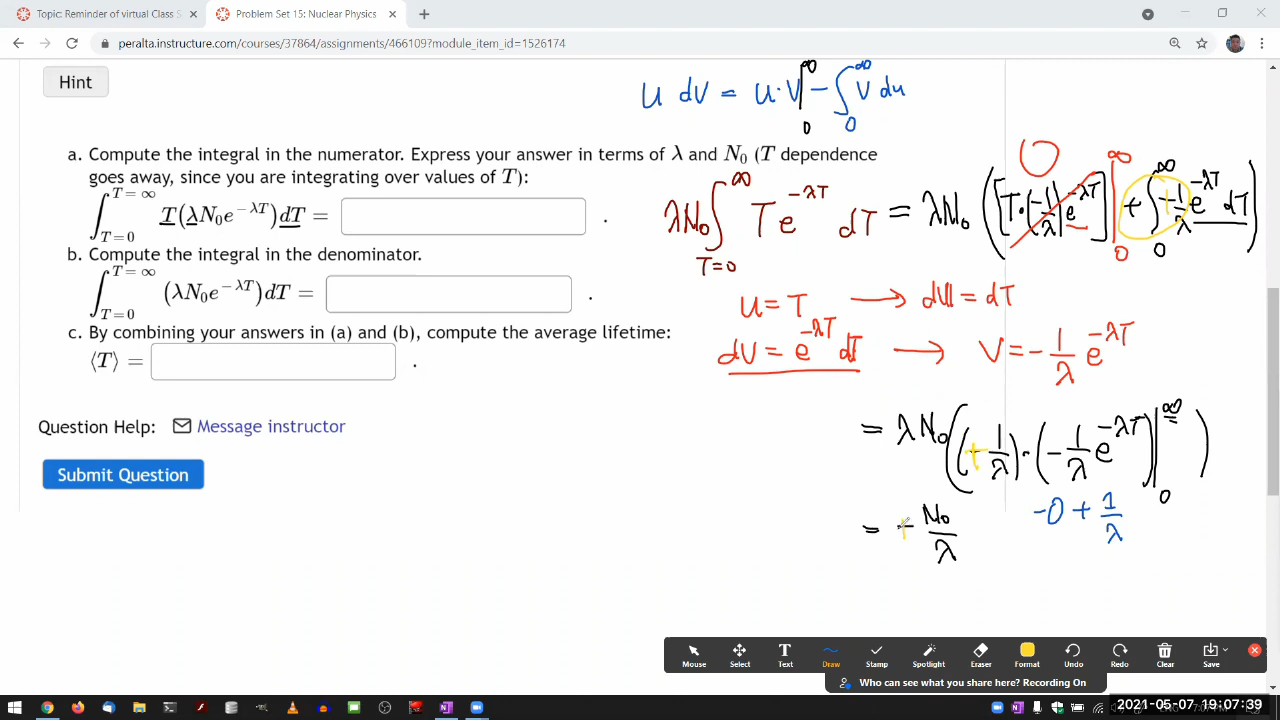 Topic: Reminder of virtual Class S
Problem Set 15: Nuclear Physics
peralta.instructure.com/courses/37864/assignments/466109?module_item_id=1526174
Hint
u dV = u·V |₀^∞ − ∫₀^∞ V du
a. Compute the integral in the numerator. Express your answer in terms of λ and N₀ (T dependence
goes away, since you are integrating over values of T):
∫_{T=0}^{T=∞} T(λN₀e^{−λT})dT = .
b. Compute the integral in the denominator.
∫_{T=0}^{T=∞} (λN₀e^{−λT})dT = .
c. By combining your answers in (a) and (b), compute the average lifetime:
⟨T⟩ = .
λN₀ ∫_{T=0}^∞ T e^{−λT} dT = λN₀ ([T·(−1/λ) e^{−λT}] |₀^∞ + ∫₀^∞ +1/λ e^{−λT} dT)
0
u = T → du = dT
dV = e^{−λT} dT → V = −1/λ e^{−λT}
= λN₀ ((+1/λ)·(−1/λ e^{−λT}) |₀^∞)
−0 + 1/λ
= + N₀/λ
Question Help: Message instructor
Submit Question
Mouse Select Text Draw Stamp Spotlight Eraser Format Undo Redo Clear Save
Who can see what you share here? Recording On
2021-05-07 19:07:39